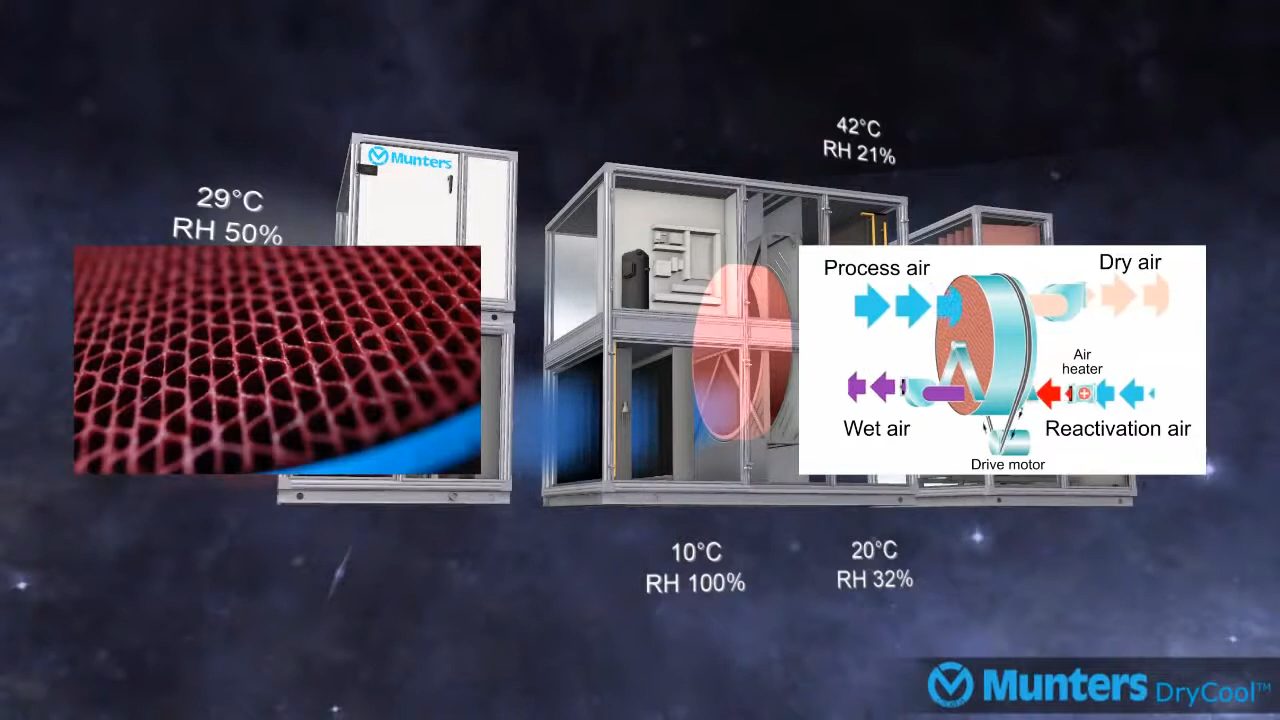 42°C
RH 21%
Munters
29°C
RH 50%
Process air
Dry air
Air
heater
Wet air
Reactivation air
Drive motor
10°C
RH 100%
20°C
RH 32%
Munters DryCool™